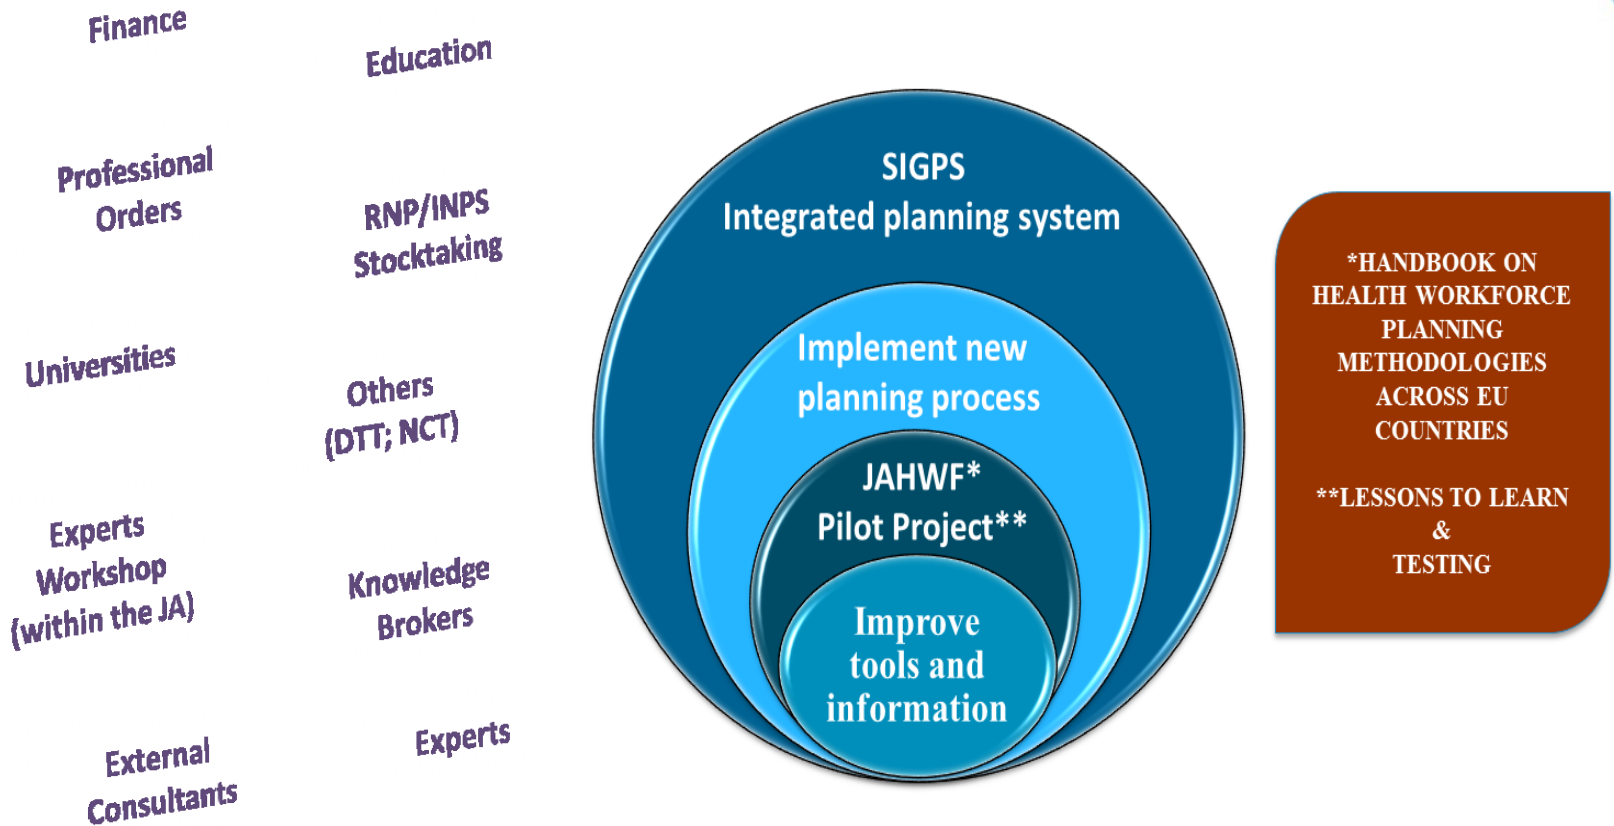 Finance
Education
Professional
Orders
RNP/INPS
Stocktaking
Universities
Others
(DTT; NCT)
Experts
Workshop
(within the JA)
Knowledge
Brokers
External
Consultants
Experts
SIGPS
Integrated planning system
Implement new
planning process
JAHWF*
Pilot Project**
Improve
tools and
information
*HANDBOOK ON
HEALTH WORKFORCE
PLANNING
METHODOLOGIES
ACROSS EU
COUNTRIES
**LESSONS TO LEARN
&
TESTING